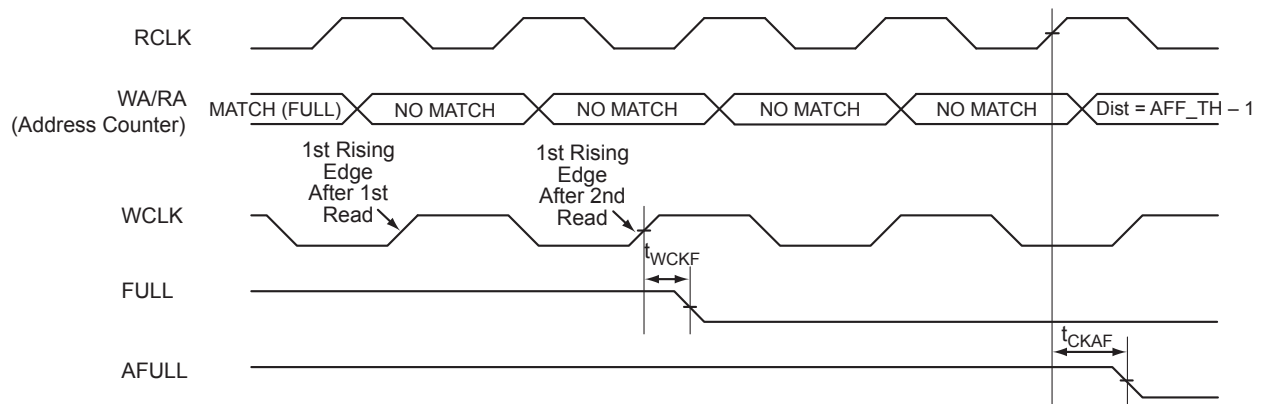 RCLK
WA/RA
(Address Counter)
MATCH (FULL)
NO MATCH
NO MATCH
NO MATCH
NO MATCH
Dist = AFF_TH – 1
1st Rising
Edge
After 1st
Read
1st Rising
Edge
After 2nd
Read
WCLK
tWCKF
FULL
tCKAF
AFULL